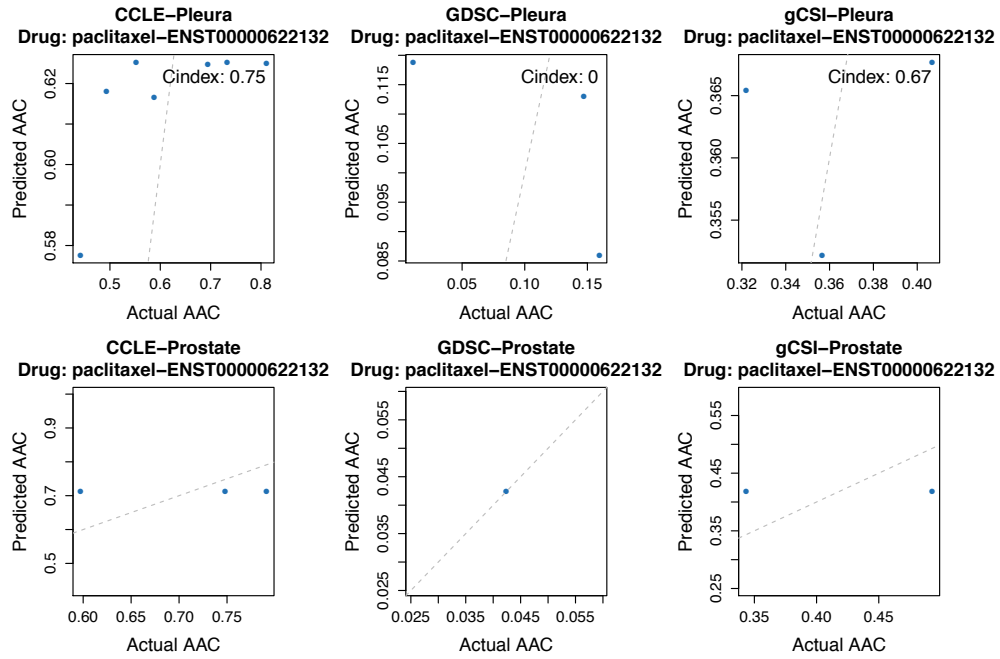 CCLE−Pleura
Drug: paclitaxel−ENST00000622132
Cindex: 0.75
Predicted AAC
0.58 0.60 0.62
0.5 0.6 0.7 0.8
Actual AAC
GDSC−Pleura
Drug: paclitaxel−ENST00000622132
Cindex: 0
Predicted AAC
0.085 0.095 0.105 0.115
0.05 0.10 0.15
Actual AAC
gCSI−Pleura
Drug: paclitaxel−ENST00000622132
Cindex: 0.67
Predicted AAC
0.355 0.360 0.365
0.32 0.34 0.36 0.38 0.40
Actual AAC
CCLE−Prostate
Drug: paclitaxel−ENST00000622132
Predicted AAC
0.5 0.7 0.9
0.60 0.65 0.70 0.75
Actual AAC
GDSC−Prostate
Drug: paclitaxel−ENST00000622132
Predicted AAC
0.025 0.035 0.045 0.055
0.025 0.035 0.045 0.055
Actual AAC
gCSI−Prostate
Drug: paclitaxel−ENST00000622132
Predicted AAC
0.25 0.35 0.45 0.55
0.35 0.40 0.45
Actual AAC